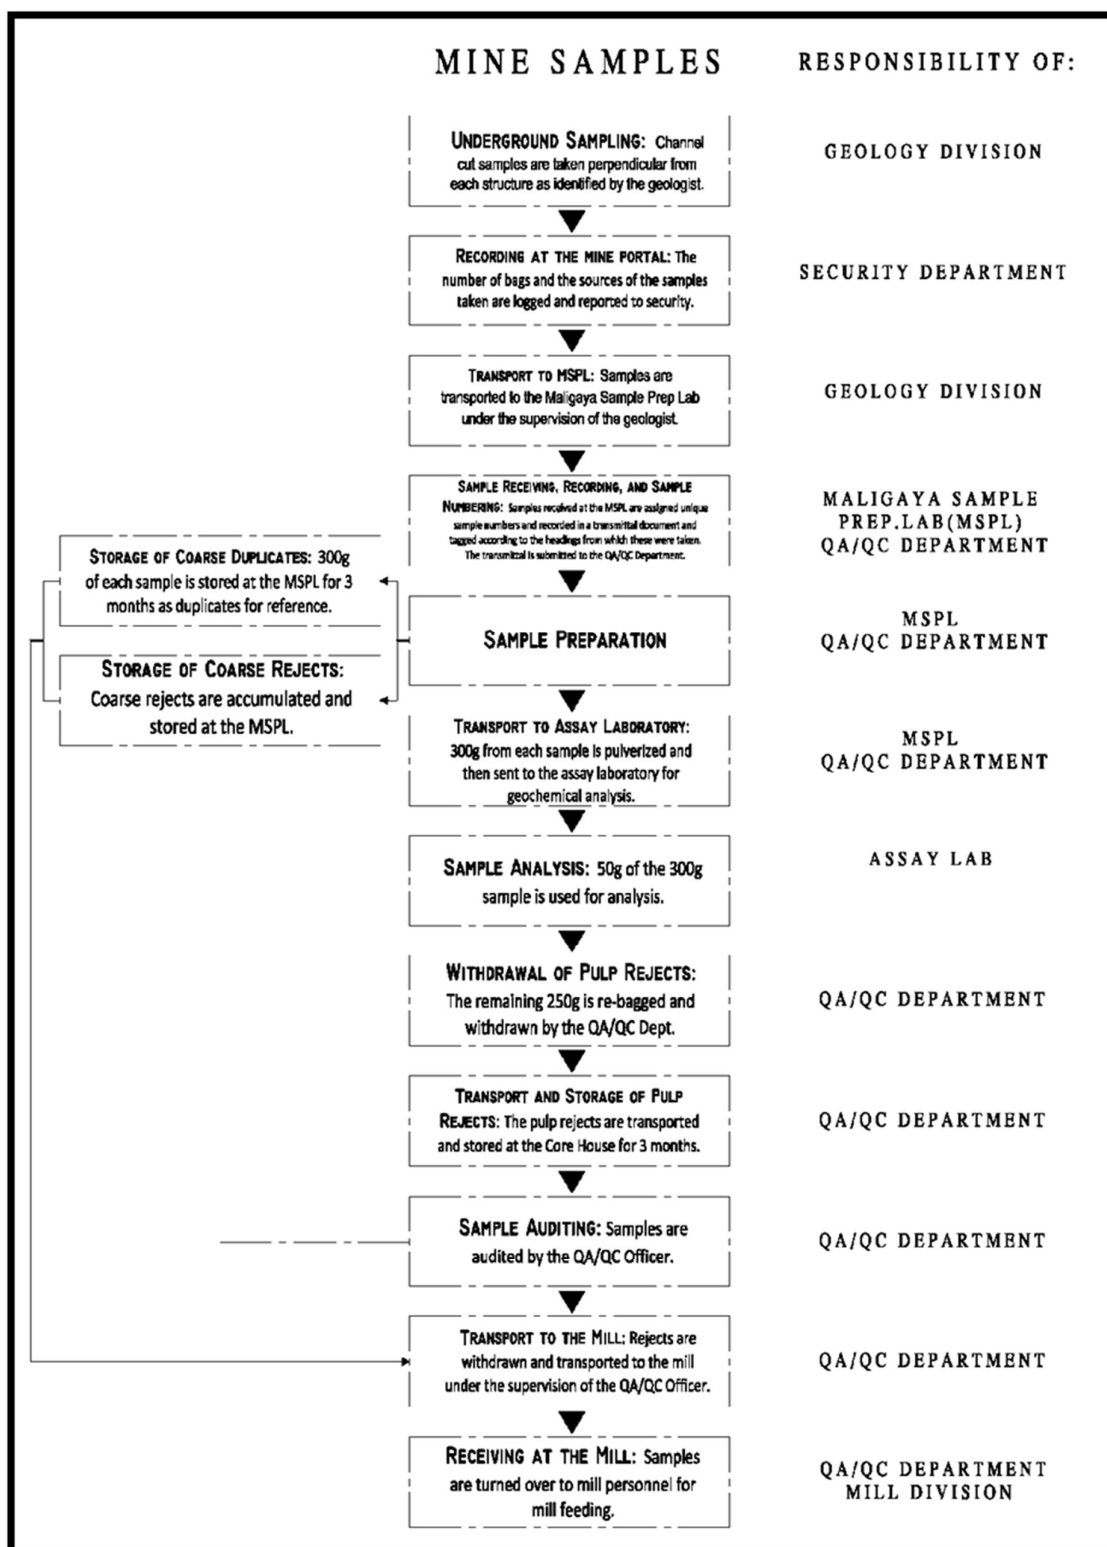 MINE SAMPLES
RESPONSIBILITY OF:
UNDERGROUND SAMPLING: Channel
cut samples are taken perpendicular from
each structure as identified by the geologist.
GEOLOGY DIVISION
RECORDING AT THE MINE PORTAL: The
number of bags and the sources of the samples
taken are logged and reported to security.
SECURITY DEPARTMENT
TRANSPORT TO MSPL: Samples are
transported to the Maligaya Sample Prep Lab
under the supervision of the geologist.
GEOLOGY DIVISION
SAMPLE RECEIVING, RECORDING, AND SAMPLE
NUMBERING: Samples received at the MSPL are assigned unique
sample numbers and recorded in a transmittal document and
tagged according to the headings from which these were taken.
The transmittal is submitted to the QA/QC Department.
MALIGAYA SAMPLE
PREP.LAB(MSPL)
QA/QC DEPARTMENT
STORAGE OF COARSE DUPLICATES: 300g
of each sample is stored at the MSPL for 3
months as duplicates for reference.
SAMPLE PREPARATION
MSPL
QA/QC DEPARTMENT
STORAGE OF COARSE REJECTS:
Coarse rejects are accumulated and
stored at the MSPL.
TRANSPORT TO ASSAY LABORATORY:
300g from each sample is pulverized and
then sent to the assay laboratory for
geochemical analysis.
MSPL
QA/QC DEPARTMENT
SAMPLE ANALYSIS: 50g of the 300g
sample is used for analysis.
ASSAY LAB
WITHDRAWAL OF PULP REJECTS:
The remaining 250g is re-bagged and
withdrawn by the QA/QC Dept.
QA/QC DEPARTMENT
TRANSPORT AND STORAGE OF PULP
REJECTS: The pulp rejects are transported
and stored at the Core House for 3 months.
QA/QC DEPARTMENT
SAMPLE AUDITING: Samples are
audited by the QA/QC Officer.
QA/QC DEPARTMENT
TRANSPORT TO THE MILL: Rejects are
withdrawn and transported to the mill
under the supervision of the QA/QC Officer.
QA/QC DEPARTMENT
RECEIVING AT THE MILL: Samples
are turned over to mill personnel for
mill feeding.
QA/QC DEPARTMENT
MILL DIVISION